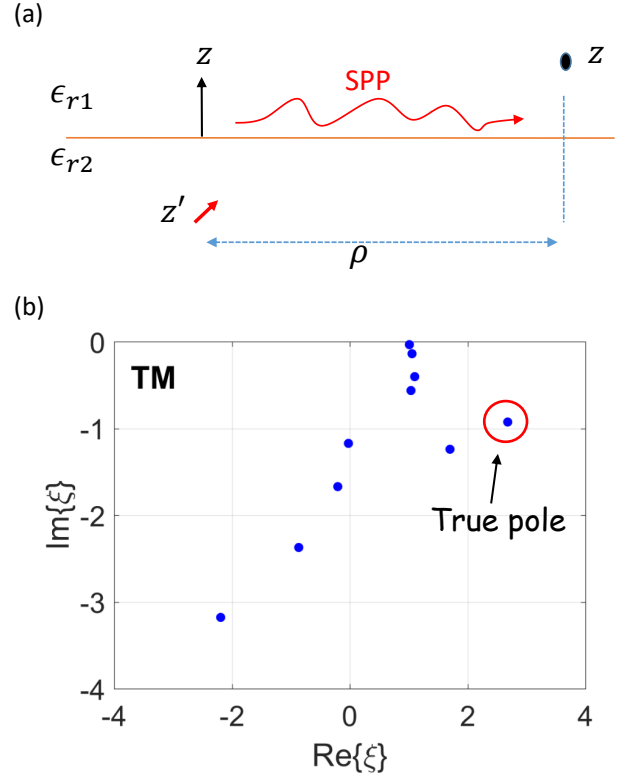 (a)
z
z
SPP
ϵr1
ϵr2
z′
ρ
(b)
TM
True pole
0
-1
-2
-3
-4
Im{ξ}
-4
-2
0
2
4
Re{ξ}